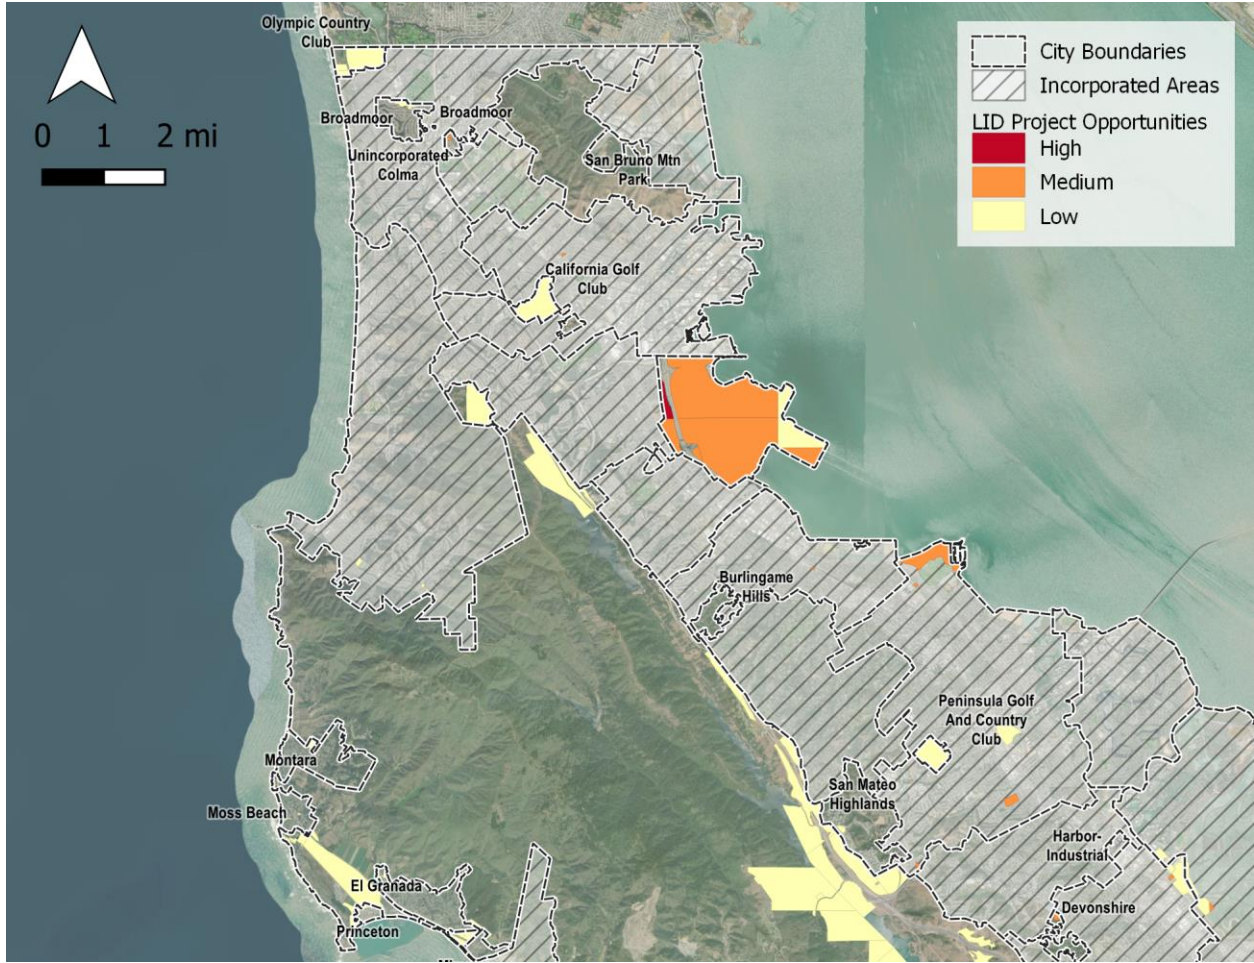 Olympic Country
Club
0 1 2 mi
City Boundaries
Incorporated Areas
LID Project Opportunities
High
Medium
Low
Broadmoor
Broadmoor
Unincorporated
Colma
San Bruno Mtn
Park
California Golf
Club
Burlingame
Hills
Peninsula Golf
And Country
Club
Montara
San Mateo
Highlands
Moss Beach
Harbor-
Industrial
El Granada
Devonshire
Princeton